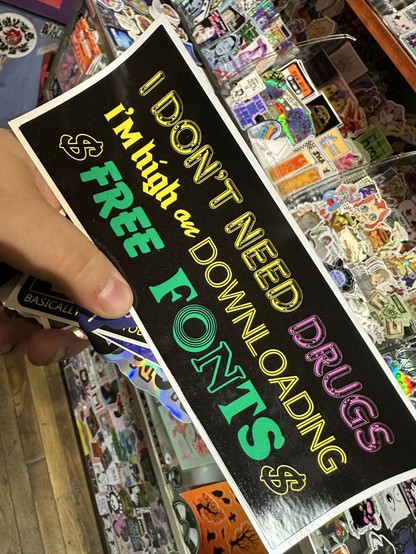 I DON'T NEED DRUGS
I'M high on DOWNLOADING
$ FREE FONTS $
BASICALLY